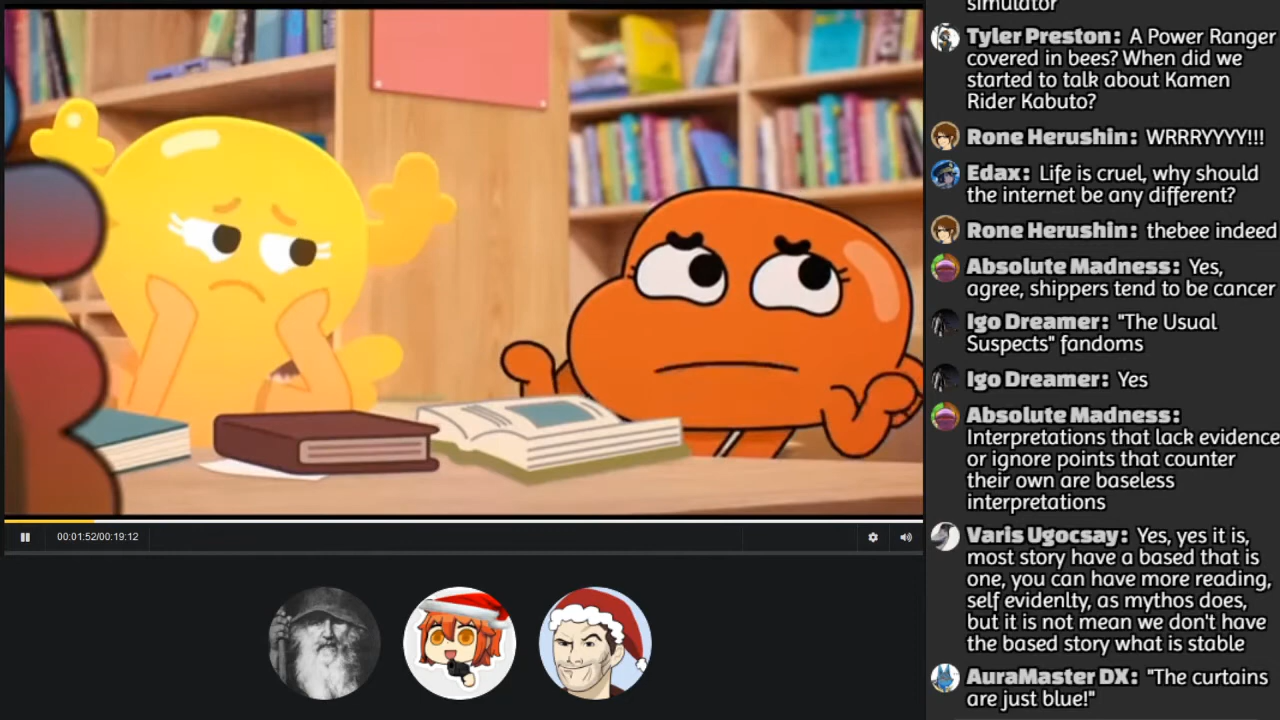 simulator
Tyler Preston: A Power Ranger
covered in bees? When did we
started to talk about Kamen
Rider Kabuto?
Rone Herushin: WRRRYYYY!!!
Edax: Life is cruel, why should
the internet be any different?
Rone Herushin: thebee indeed
Absolute Madness: Yes,
agree, shippers tend to be cancer
Igo Dreamer: "The Usual
Suspects" fandoms
Igo Dreamer: Yes
Absolute Madness:
Interpretations that lack evidence
or ignore points that counter
their own are baseless
interpretations
Varis Ugocsay: Yes, yes it is,
most story have a based that is
one, you can have more reading,
self evidenlty, as mythos does,
but it is not mean we don't have
the based story what is stable
AuraMaster DX: "The curtains
are just blue!"
00:01:52/00:19:12